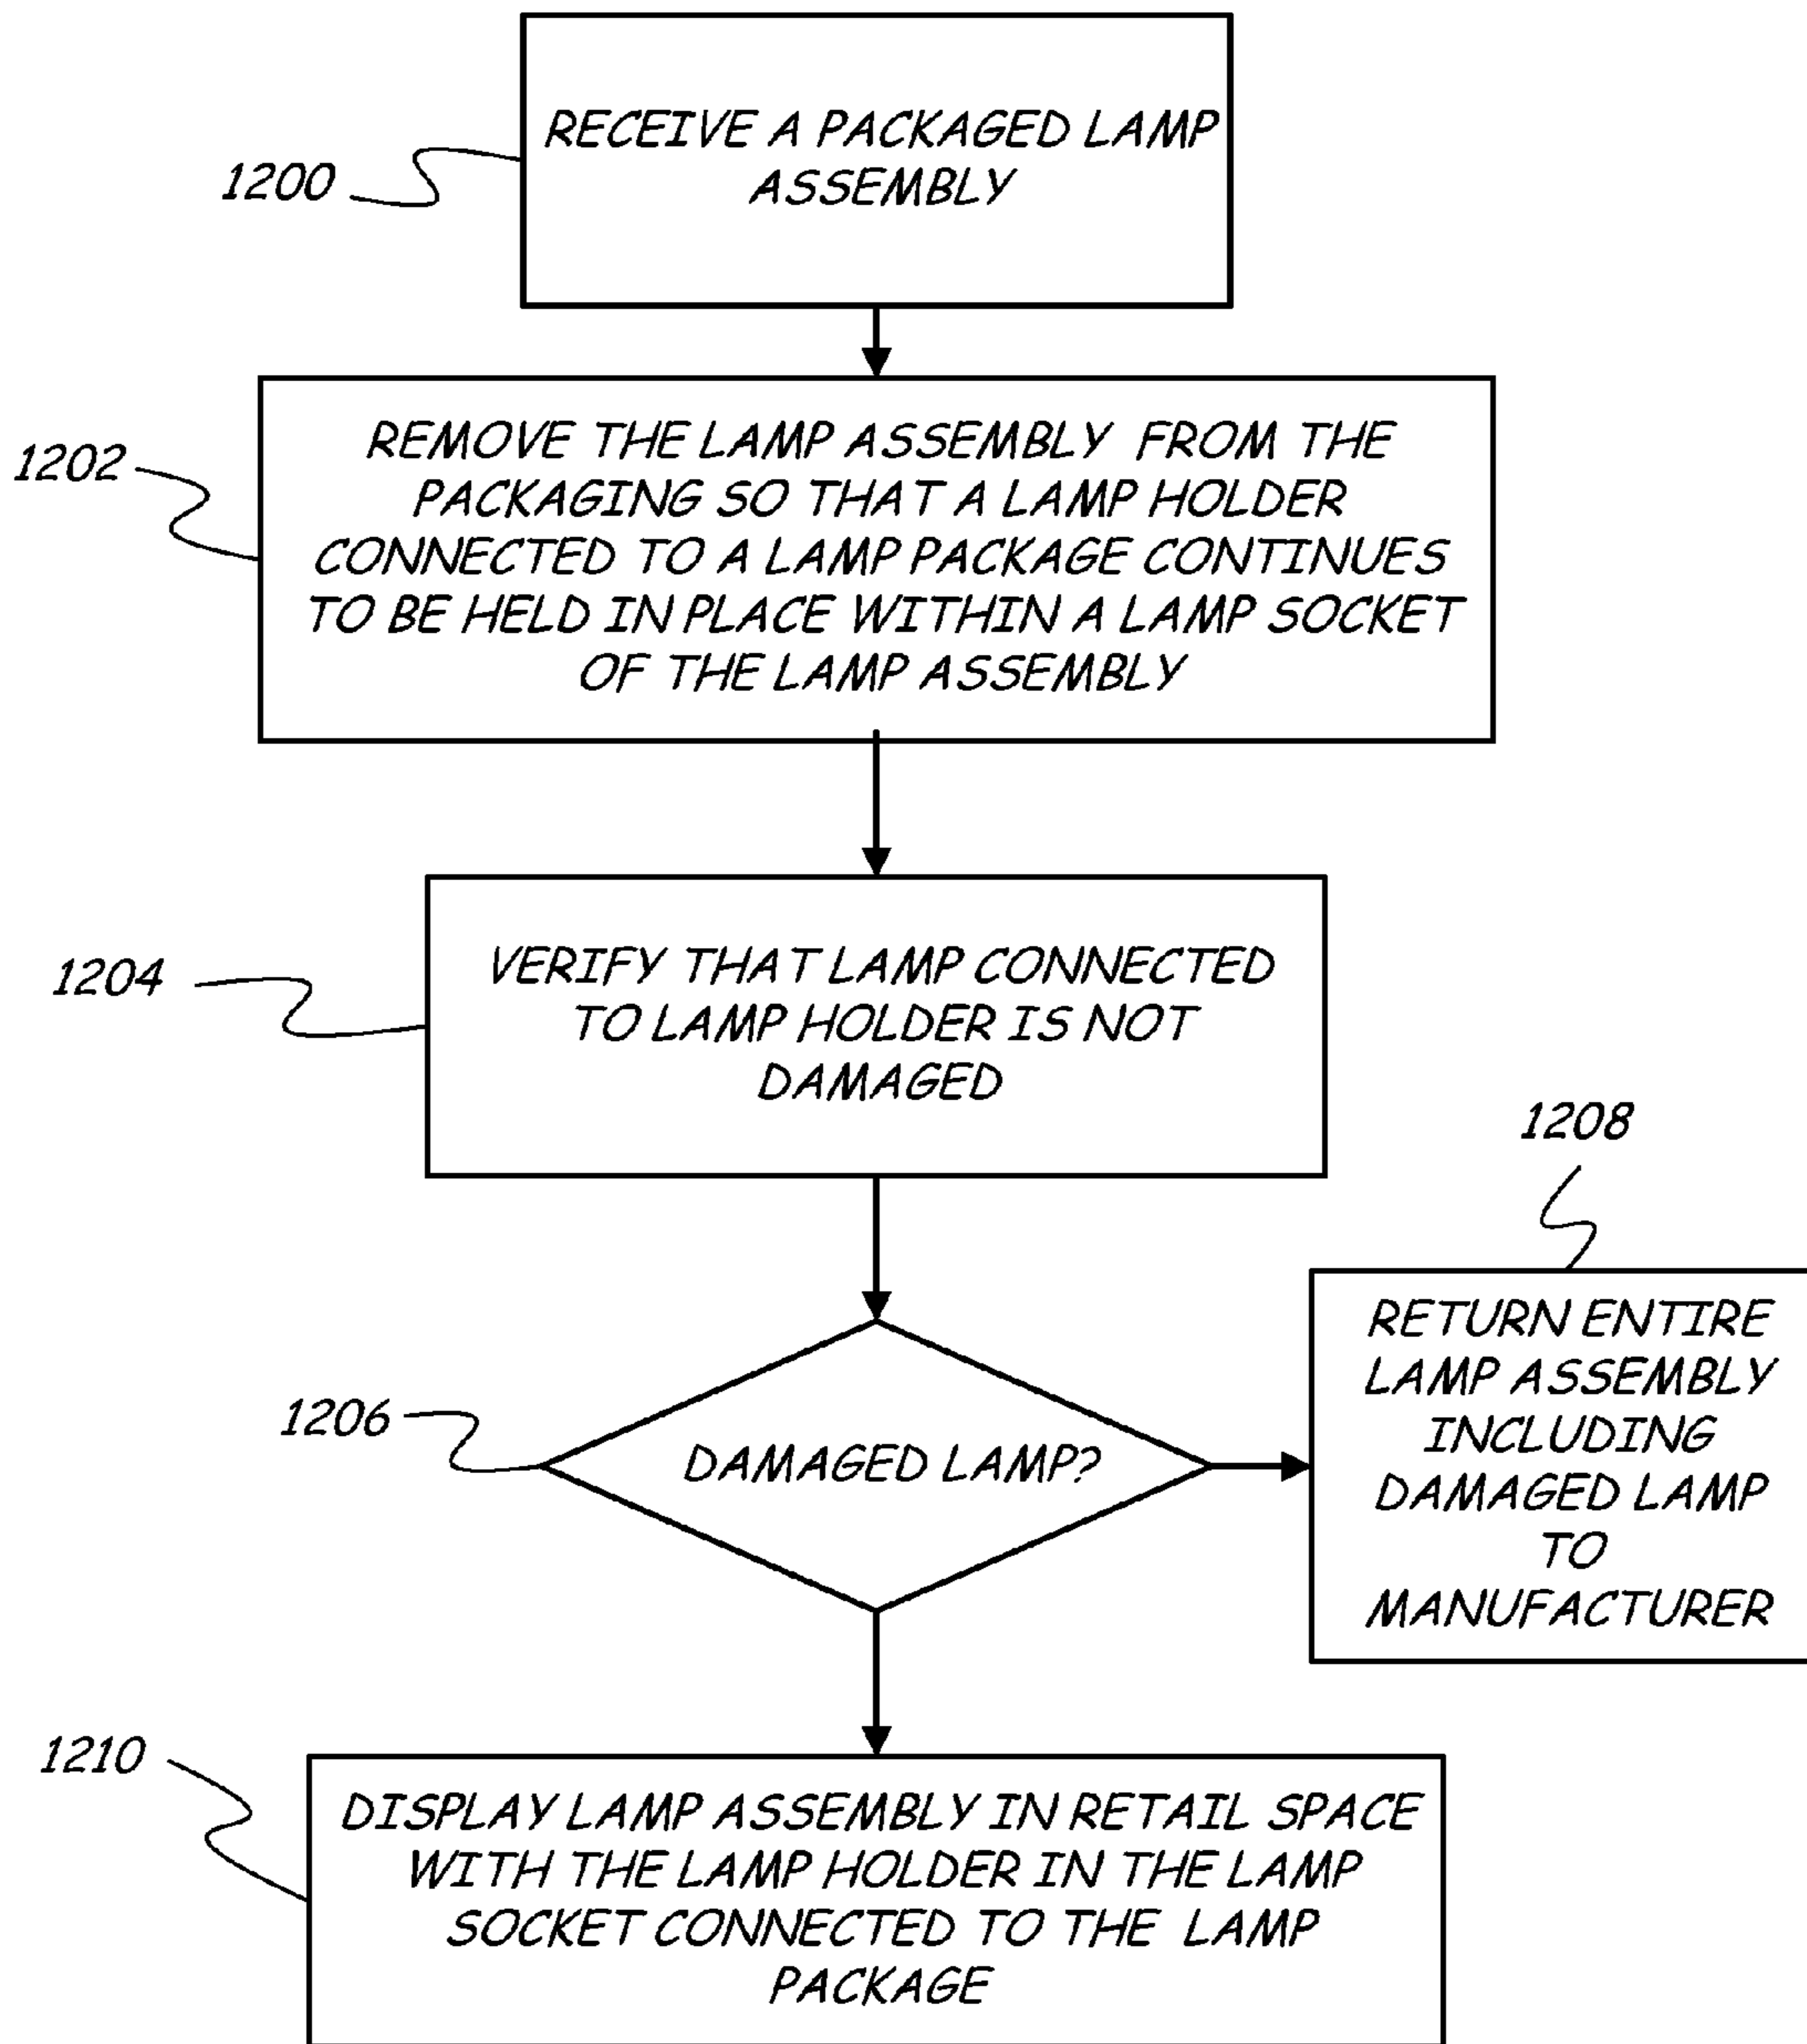 RECEIVE A PACKAGED LAMP
ASSEMBLY
1200
REMOVE THE LAMP ASSEMBLY FROM THE
PACKAGING SO THAT A LAMP HOLDER
CONNECTED TO A LAMP PACKAGE CONTINUES
TO BE HELD IN PLACE WITHIN A LAMP SOCKET
OF THE LAMP ASSEMBLY
1202
VERIFY THAT LAMP CONNECTED
TO LAMP HOLDER IS NOT
DAMAGED
1204
DAMAGED LAMP?
1206
1208
RETURN ENTIRE
LAMP ASSEMBLY
INCLUDING
DAMAGED LAMP
TO
MANUFACTURER
1210
DISPLAY LAMP ASSEMBLY IN RETAIL SPACE
WITH THE LAMP HOLDER IN THE LAMP
SOCKET CONNECTED TO THE LAMP
PACKAGE